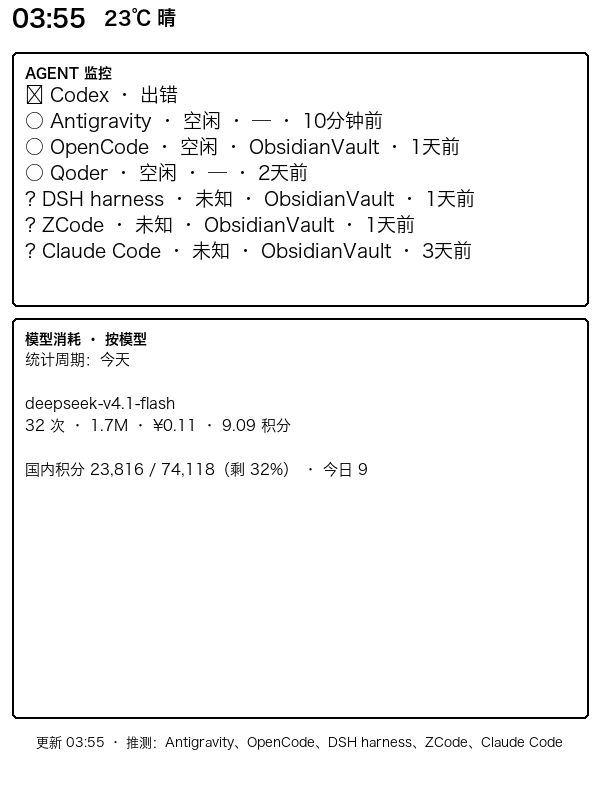 03:55 23℃ 晴
AGENT 监控
☒ Codex · 出错
○ Antigravity · 空闲 · — · 10分钟前
○ OpenCode · 空闲 · ObsidianVault · 1天前
○ Qoder · 空闲 · — · 2天前
? DSH harness · 未知 · ObsidianVault · 1天前
? ZCode · 未知 · ObsidianVault · 1天前
? Claude Code · 未知 · ObsidianVault · 3天前
模型消耗 · 按模型
统计周期：今天
deepseek-v4.1-flash
32 次 · 1.7M · ¥0.11 · 9.09 积分
国内积分 23,816 / 74,118（剩 32%） · 今日 9
更新 03:55 · 推测：Antigravity、OpenCode、DSH harness、ZCode、Claude Code